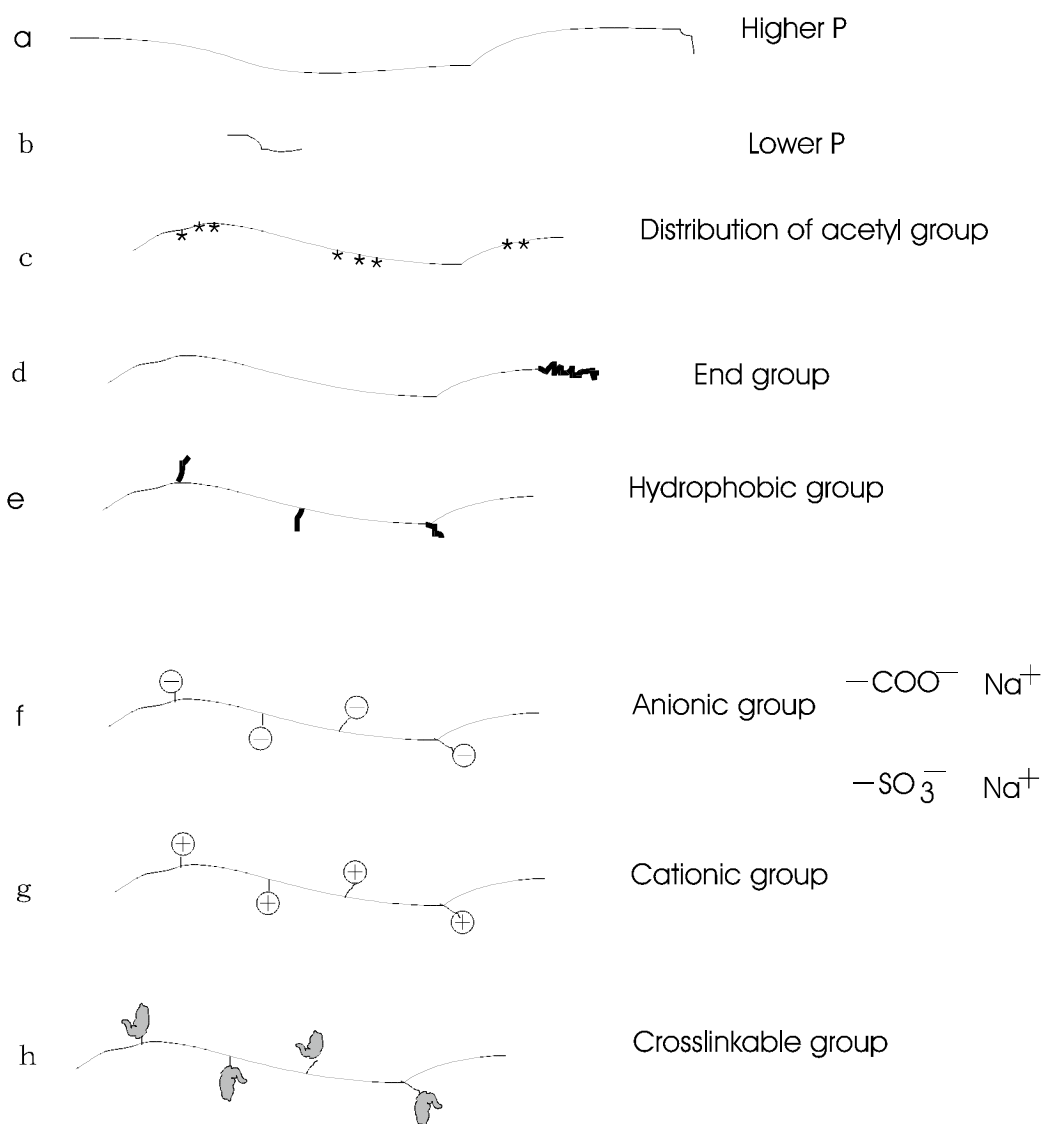 a Higher P
b Lower P
c Distribution of acetyl group
d End group
e Hydrophobic group
f Anionic group —COO⁻ Na⁺
—SO₃⁻ Na⁺
g Cationic group
h Crosslinkable group